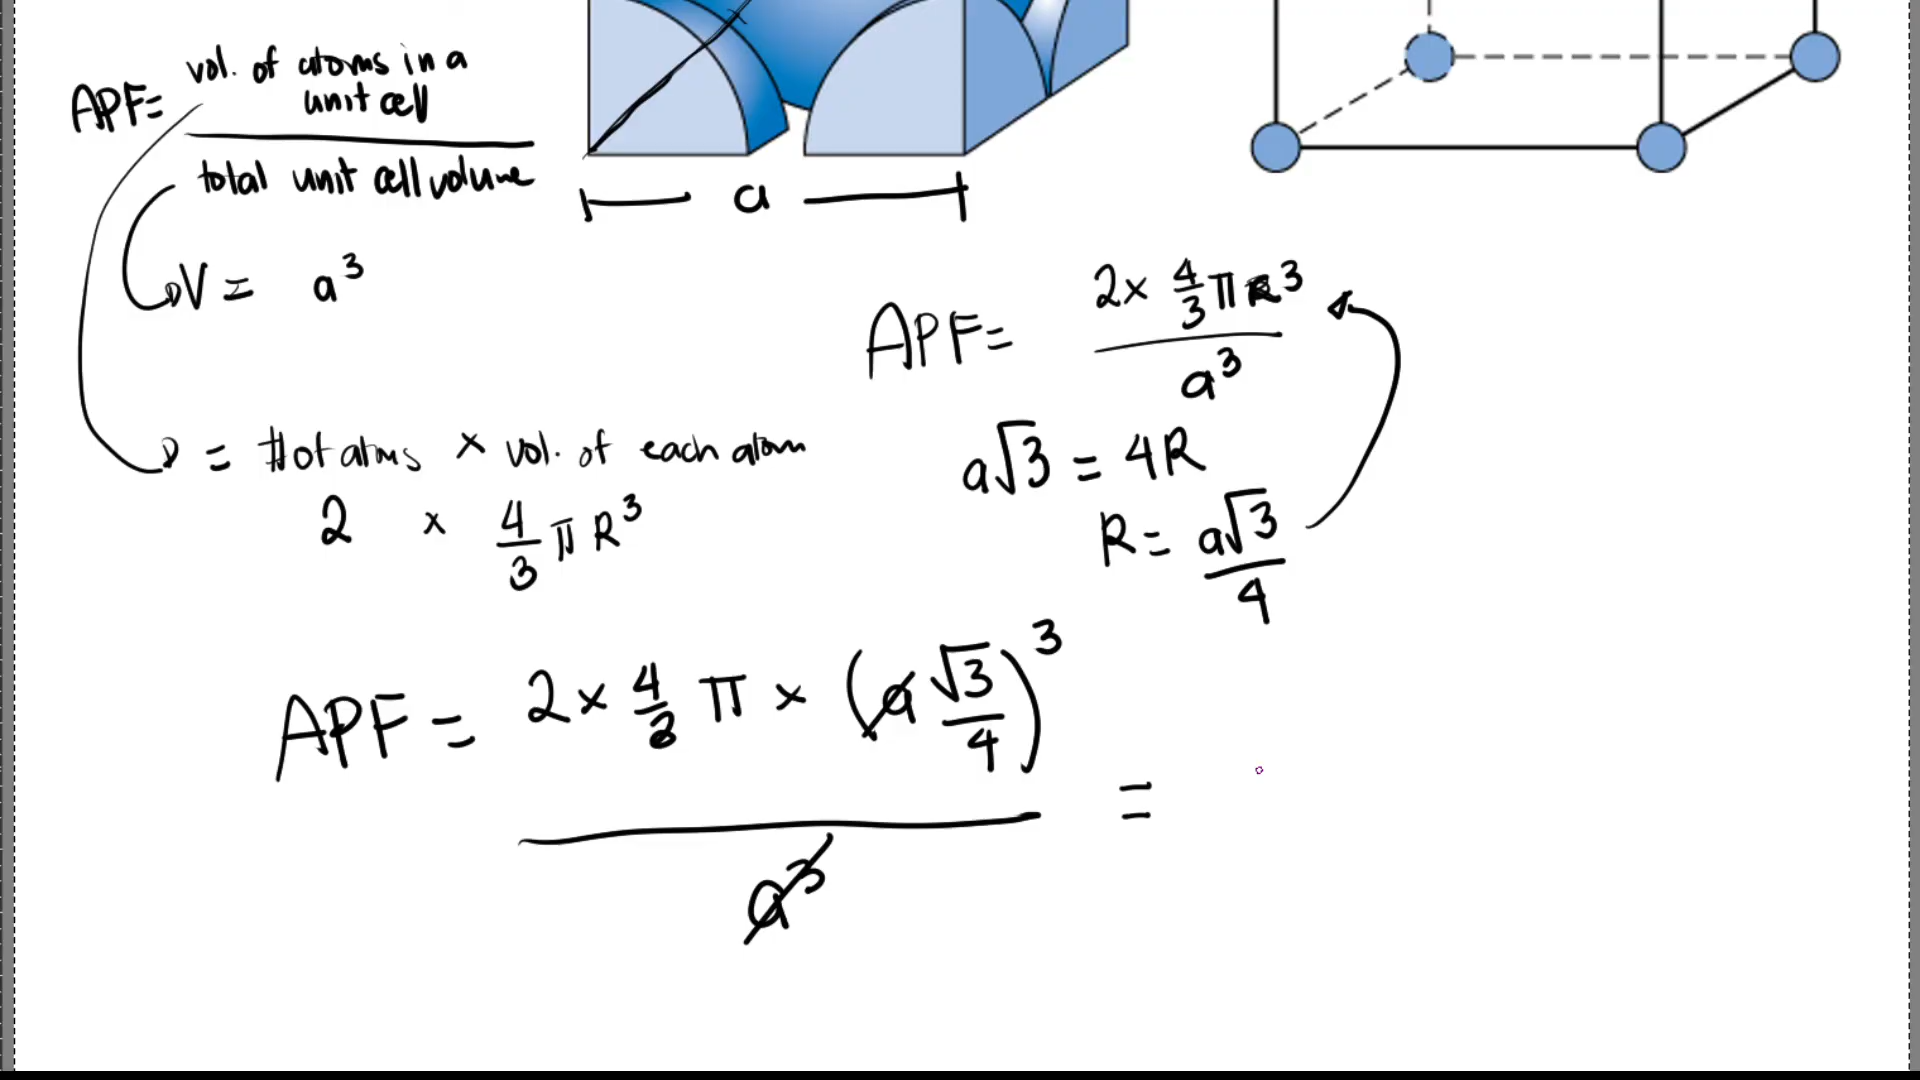 APF= vol. of atoms in a
unit cell
total unit cell volume
a
V = a³
APF= 2 × 4/3 π R³
a³
= # of atoms × vol. of each atom
2 × 4/3 π R³
a√3 = 4R
R = a√3/4
APF = 2 × 4/3 π × (a √3/4)³ =
a³